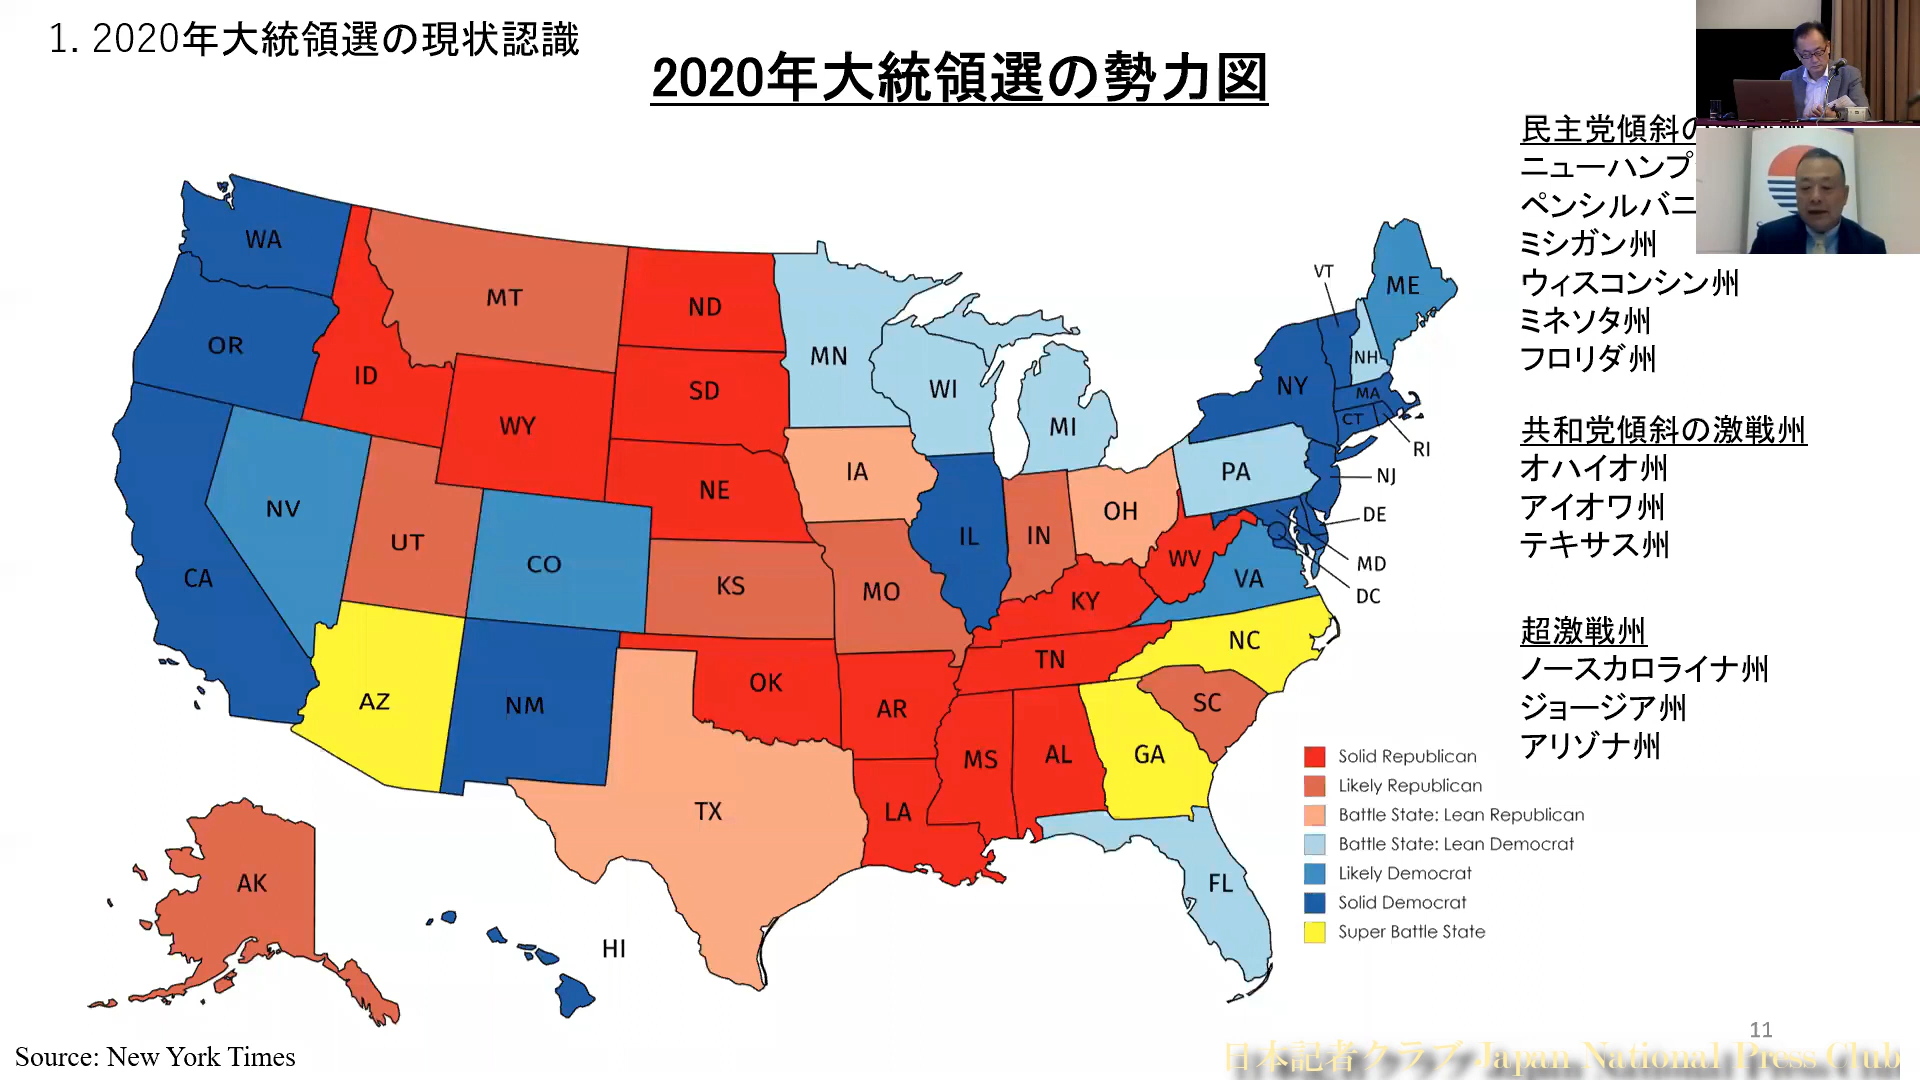 1. 2020年大統領選の現状認識
2020年大統領選の勢力図
民主党傾斜の
ニューハンプ
ペンシルバニ
ミシガン州
ウィスコンシン州
ミネソタ州
フロリダ州
共和党傾斜の激戦州
オハイオ州
アイオワ州
テキサス州
超激戦州
ノースカロライナ州
ジョージア州
アリゾナ州
WA
OR
CA
NV
ID
MT
WY
UT
CO
AZ
NM
ND
SD
NE
KS
OK
TX
MN
IA
MO
AR
LA
WI
IL
MI
IN
OH
KY
TN
MS
AL
GA
FL
SC
NC
VA
WV
PA
NY
VT
NH
ME
MA
CT
RI
NJ
DE
MD
DC
AK
HI
Solid Republican
Likely Republican
Battle State: Lean Republican
Battle State: Lean Democrat
Likely Democrat
Solid Democrat
Super Battle State
11
Source: New York Times
日本記者クラブ Japan National Press Club